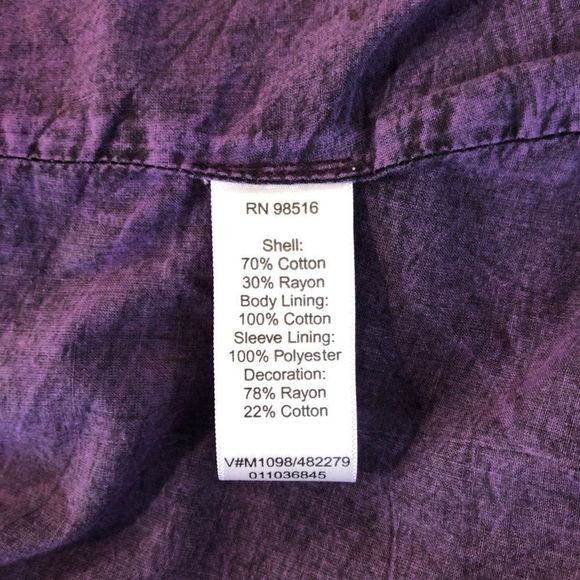 RN 98516
Shell:
70% Cotton
30% Rayon
Body Lining:
100% Cotton
Sleeve Lining:
100% Polyester
Decoration:
78% Rayon
22% Cotton
V#M1098/482279
011036845